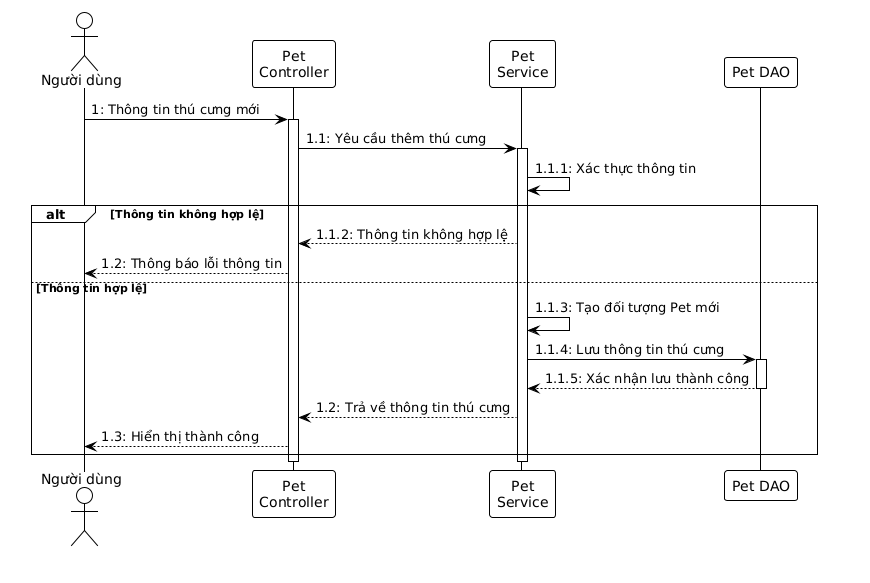 Người dùng
Pet
Controller
Pet
Service
Pet DAO
1: Thông tin thú cưng mới
1.1: Yêu cầu thêm thú cưng
1.1.1: Xác thực thông tin
alt [Thông tin không hợp lệ]
1.1.2: Thông tin không hợp lệ
1.2: Thông báo lỗi thông tin
[Thông tin hợp lệ]
1.1.3: Tạo đối tượng Pet mới
1.1.4: Lưu thông tin thú cưng
1.1.5: Xác nhận lưu thành công
1.2: Trả về thông tin thú cưng
1.3: Hiển thị thành công
Người dùng
Pet
Controller
Pet
Service
Pet DAO